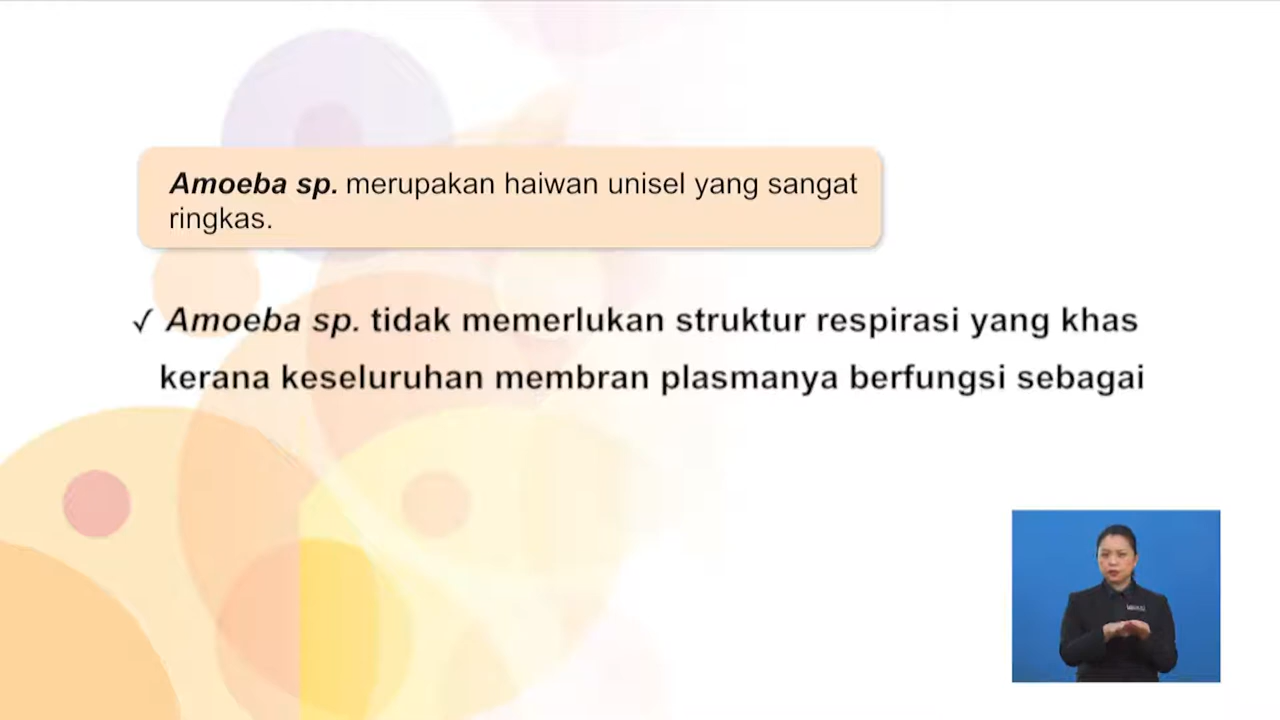 Amoeba sp. merupakan haiwan unisel yang sangat
ringkas.
✓ Amoeba sp. tidak memerlukan struktur respirasi yang khas
kerana keseluruhan membran plasmanya berfungsi sebagai